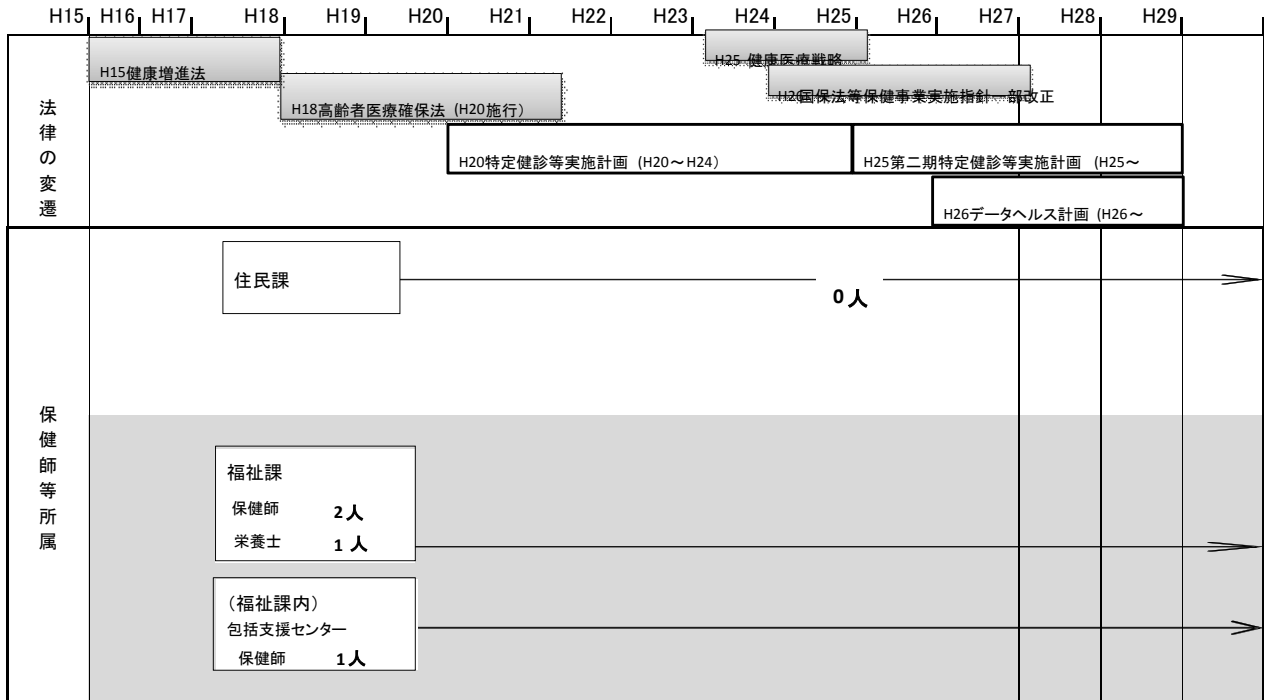 H15 H16 H17 H18 H19 H20 H21 H22 H23 H24 H25 H26 H27 H28 H29
法律の変遷
H15健康増進法
H25 健康医療戦略
H18高齢者医療確保法 (H20施行)
H26国保法等保健事業実施指針一部改正
H20特定健診等実施計画 (H20～H24)
H25第二期特定健診等実施計画 (H25～
H26データヘルス計画 (H26～
保健師等所属
住民課
0人
福祉課
保健師 2人
栄養士 1人
(福祉課内)
包括支援センター
保健師 1人